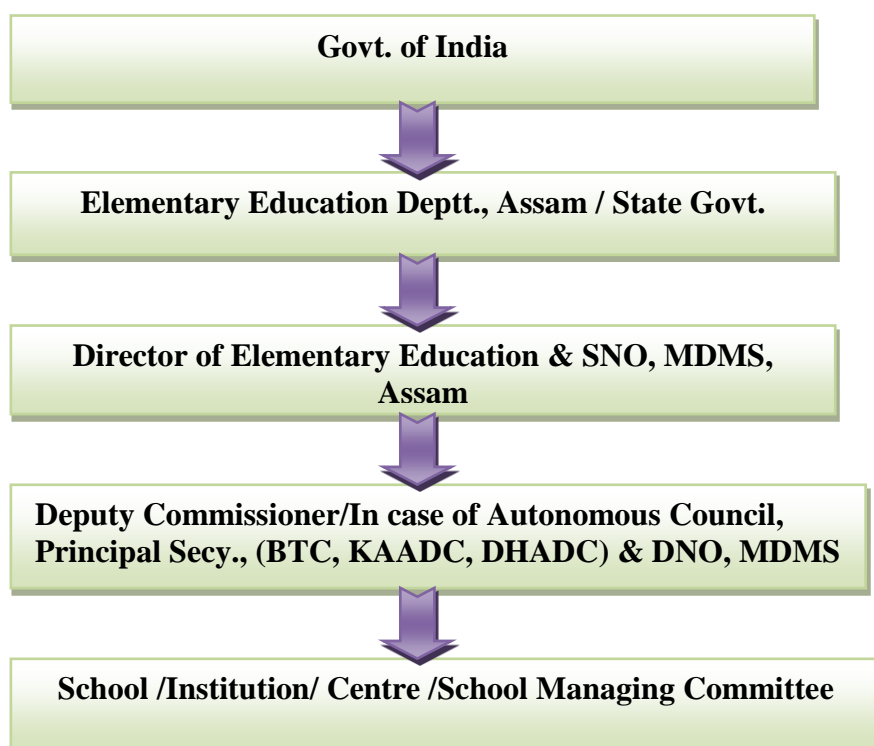 Govt. of India
Elementary Education Deptt., Assam / State Govt.
Director of Elementary Education & SNO, MDMS,
Assam
Deputy Commissioner/In case of Autonomous Council,
Principal Secy., (BTC, KAADC, DHADC) & DNO, MDMS
School /Institution/ Centre /School Managing Committee